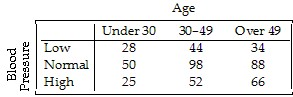 Age
Under 30 30–49 Over 49
Blood Pressure
Low 28 44 34
Normal 50 98 88
High 25 52 66